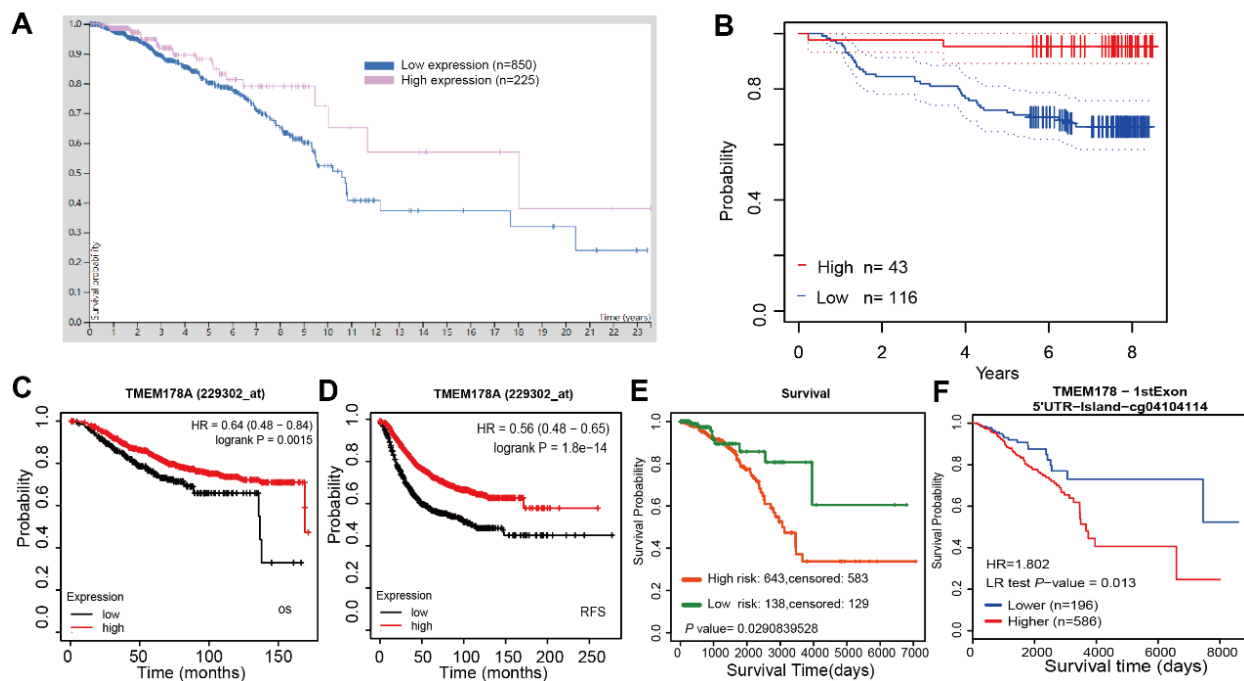 A
Low expression (n=850)
High expression (n=225)
Survival probability
1.0
0.9
0.8
0.7
0.6
0.5
0.4
0.3
0.2
0.1
0.0
0 1 2 3 4 5 6 7 8 9 10 11 12 13 14 15 16 17 18 19 20 21 22 23
Time (years)
B
Probability
0.8
0.4
0.0
High n= 43
Low n= 116
0 2 4 6 8
Years
C
TMEM178A (229302_at)
HR = 0.64 (0.48 − 0.84)
logrank P = 0.0015
Probability
1.0
0.8
0.6
0.4
0.2
0.0
Expression
low
high
os
0 50 100 150
Time (months)
D
TMEM178A (229302_at)
HR = 0.56 (0.48 − 0.65)
logrank P = 1.8e−14
Probability
1.0
0.8
0.6
0.4
0.2
0.0
Expression
low
high
RFS
0 50 150 250
Time (months)
E
Survival
Survival Probability
1.0
0.8
0.6
0.4
0.2
0.0
High risk: 643,censored: 583
Low risk: 138,censored: 129
P value= 0.0290839528
0 1000 2000 3000 4000 5000 6000 7000
Survival Time(days)
F
TMEM178 − 1stExon
5'UTR−Island−cg04104114
Survival Probability
1.0
0.8
0.6
0.4
0.2
0.0
HR=1.802
LR test P−value = 0.013
Lower (n=196)
Higher (n=586)
0 2000 4000 6000 8000
Survival time (days)